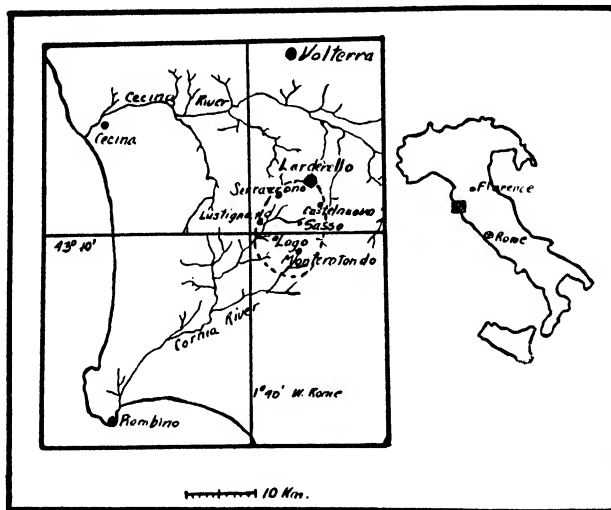 Volterra
Cecina River
Cecina
Larderello
Serrazzano
Castelnuovo
Lustignano
Sasso
43° 10'
Lago
Monterotondo
Cornia River
1° 40' W. Rome
Piombino
10 Km.
Florence
Rome